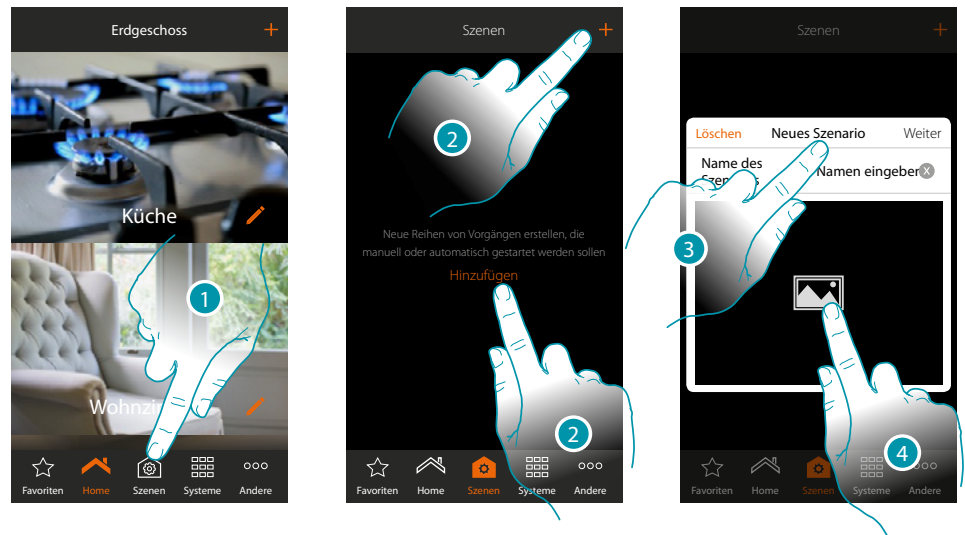 Erdgeschoss +
Küche
1
Wohnzi
Favoriten Home Szenen Systeme Andere
Szenen +
2
Neue Reihen von Vorgängen erstellen, die
manuell oder automatisch gestartet werden sollen
Hinzufügen
2
Favoriten Home Szenen Systeme Andere
Szenen +
Löschen Neues Szenario Weiter
Name des
Namen eingeben X
3
4
Favoriten Home Szenen Systeme Andere